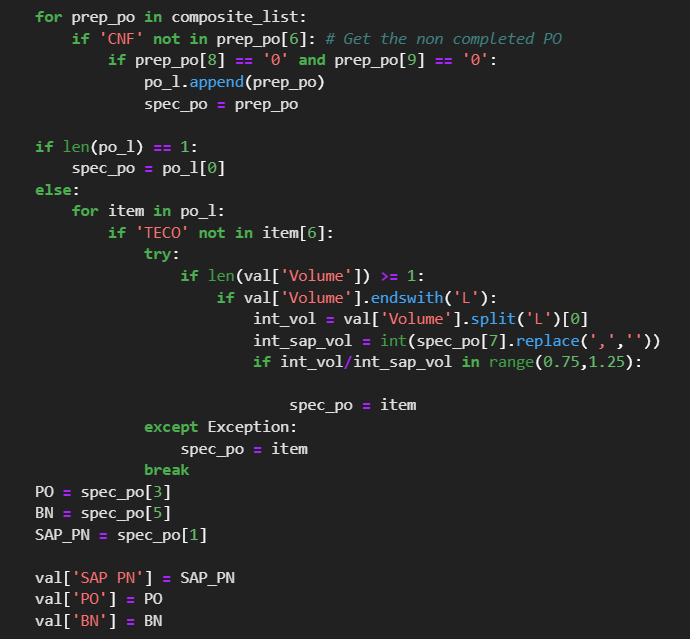 for prep_po in composite_list:
    if 'CNF' not in prep_po[6]: # Get the non completed PO
        if prep_po[8] == '0' and prep_po[9] == '0':
            po_l.append(prep_po)
            spec_po = prep_po

if len(po_l) == 1:
    spec_po = po_l[0]
else:
    for item in po_l:
        if 'TECO' not in item[6]:
            try:
                if len(val['Volume']) >= 1:
                    if val['Volume'].endswith('L'):
                        int_vol = val['Volume'].split('L')[0]
                        int_sap_vol = int(spec_po[7].replace(',',''))
                        if int_vol/int_sap_vol in range(0.75,1.25):

                            spec_po = item
            except Exception:
                spec_po = item
            break
PO = spec_po[3]
BN = spec_po[5]
SAP_PN = spec_po[1]

val['SAP PN'] = SAP_PN
val['PO'] = PO
val['BN'] = BN